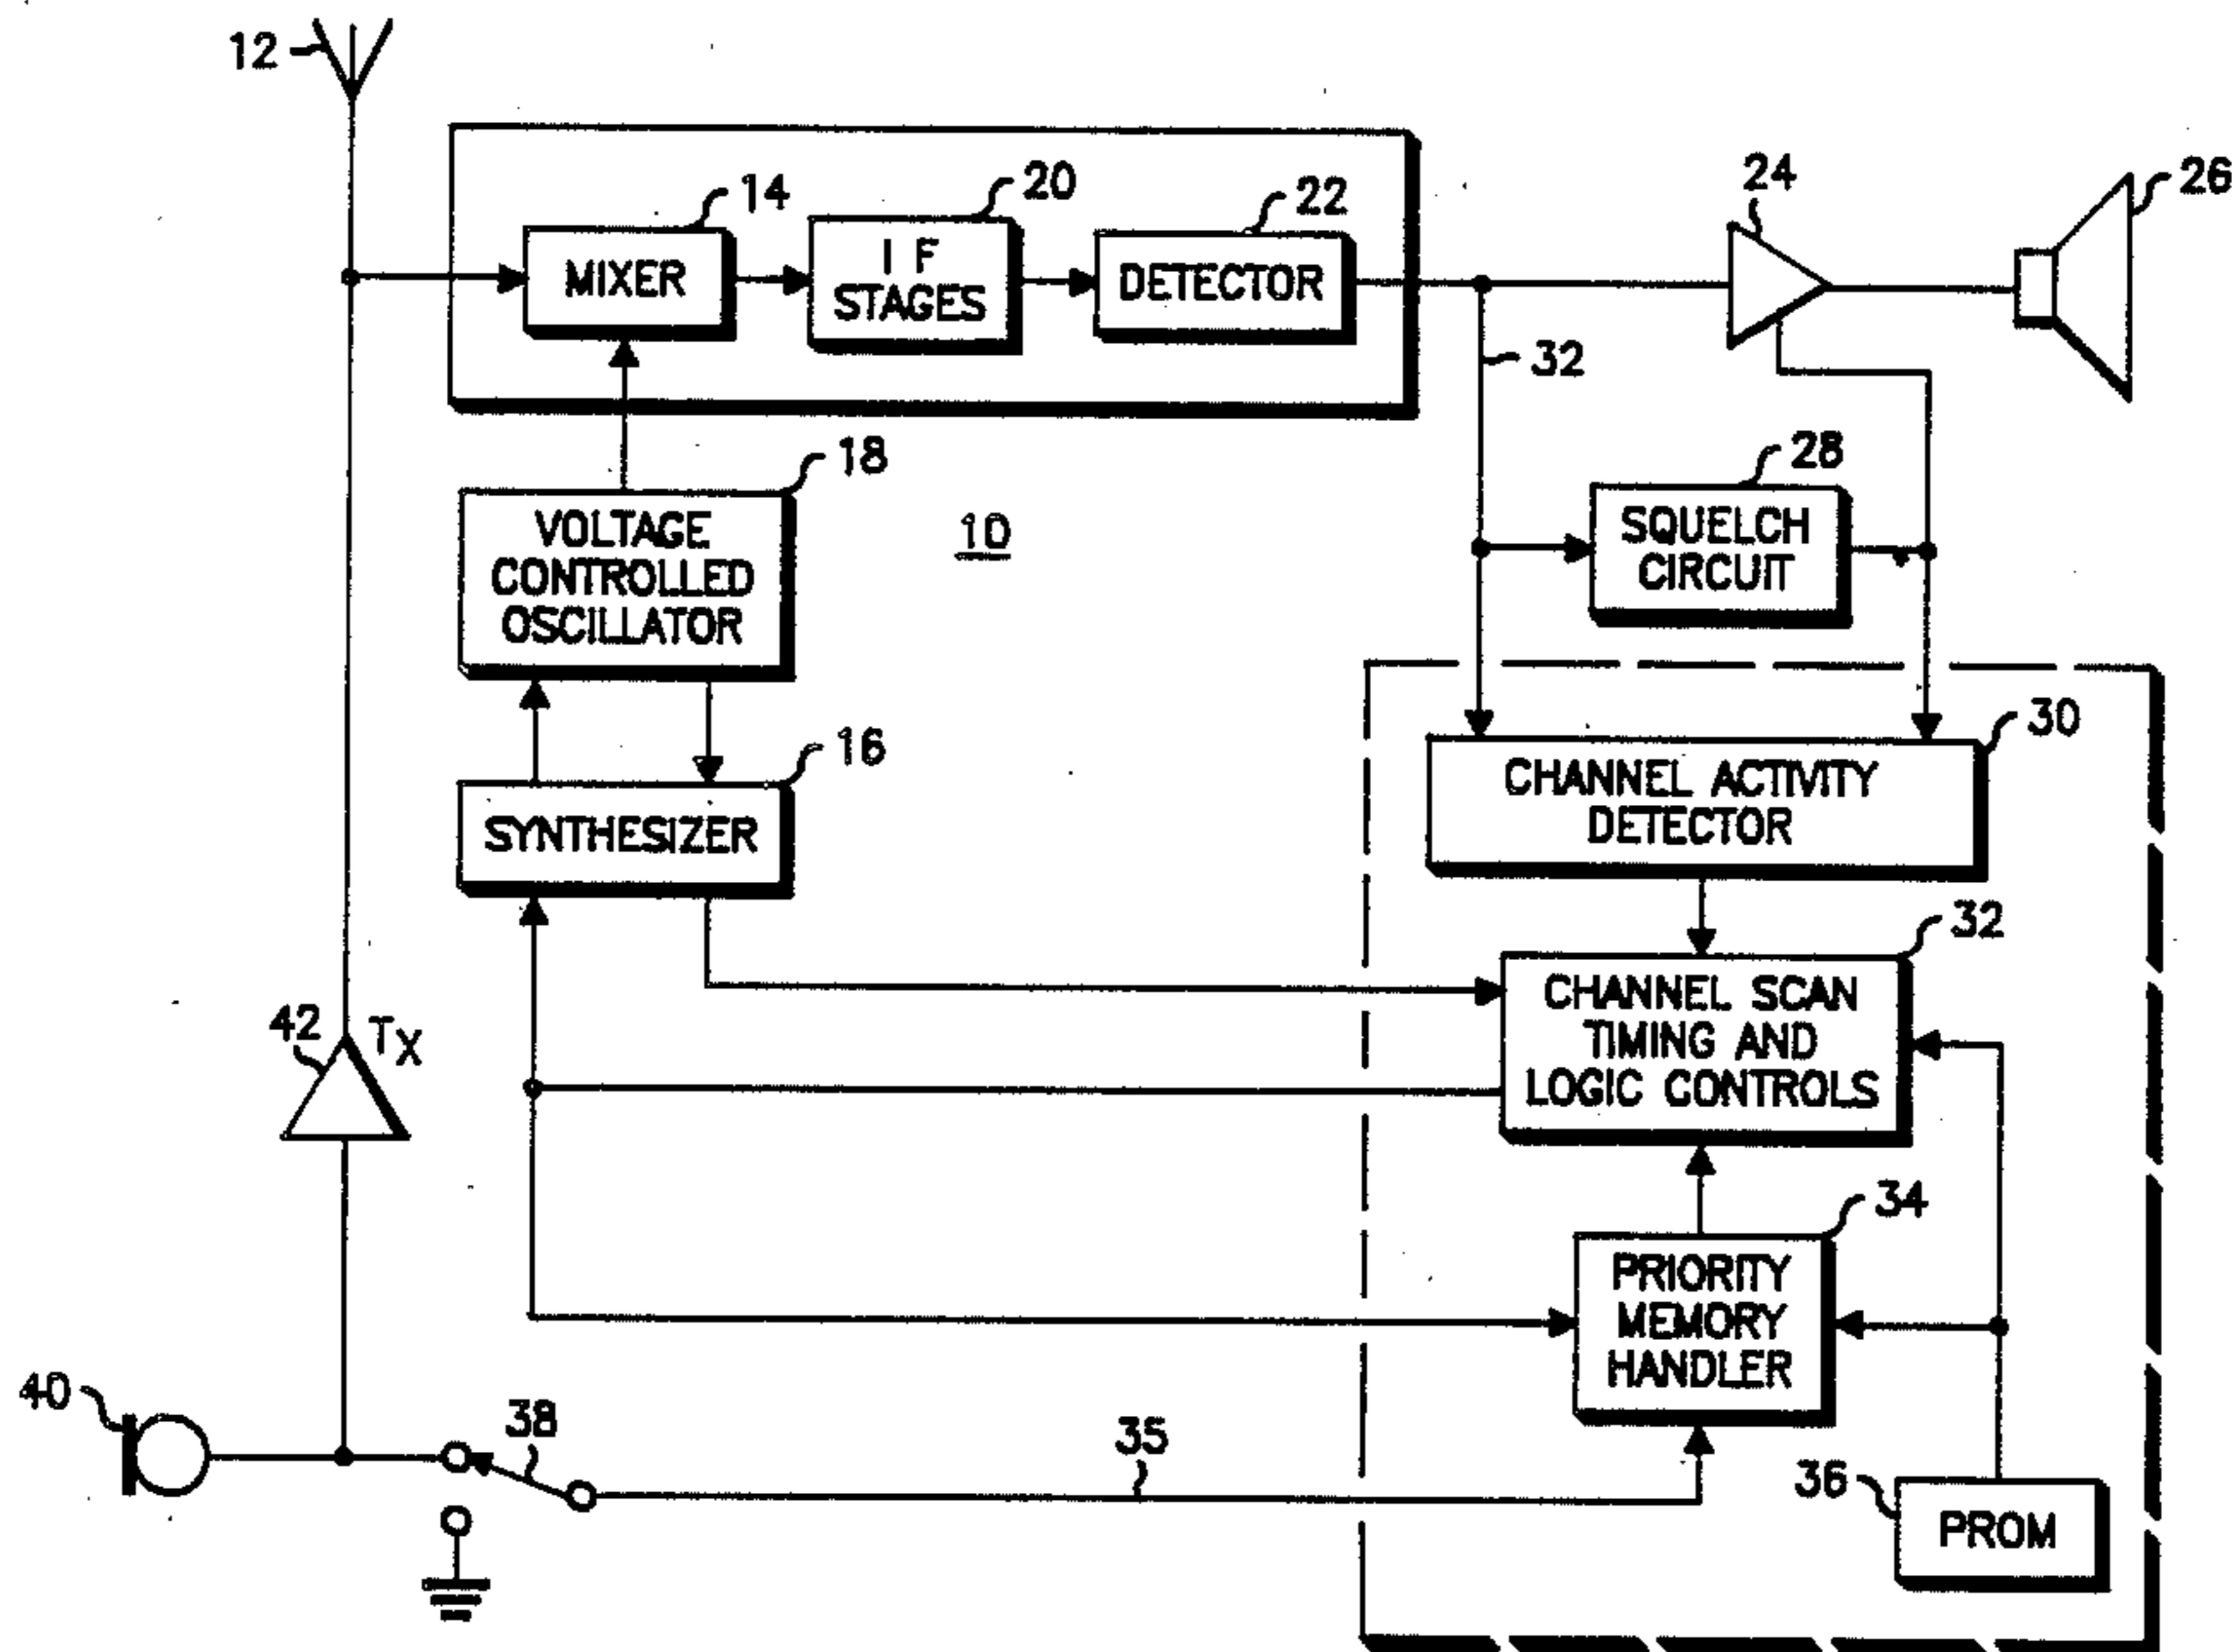 12
14
MIXER
20
I F
STAGES
22
DETECTOR
24
26
32
18
VOLTAGE
CONTROLLED
OSCILLATOR
10
28
SQUELCH
CIRCUIT
16
SYNTHESIZER
30
CHANNEL ACTIVITY
DETECTOR
32
CHANNEL SCAN
TIMING AND
LOGIC CONTROLS
42
TX
34
PRIORITY
MEMORY
HANDLER
40
38
35
36
PROM